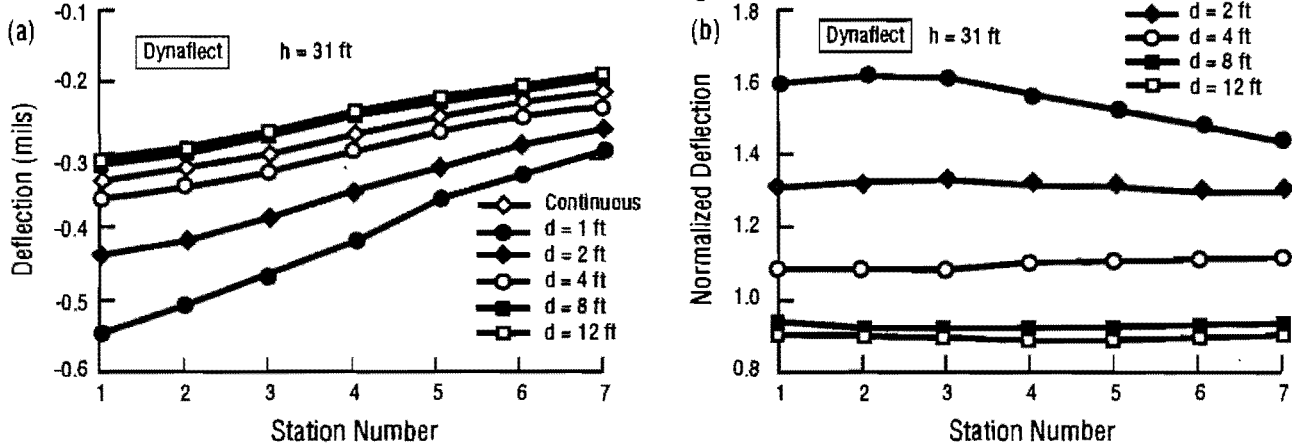 (a)
Dynaflect h = 31 ft
Deflection (mils)
-0.1
-0.2
-0.3
-0.4
-0.5
-0.6
Continuous
d = 1 ft
d = 2 ft
d = 4 ft
d = 8 ft
d = 12 ft
1 2 3 4 5 6 7
Station Number
(b)
Dynaflect h = 31 ft
Normalized Deflection
1.8
1.6
1.4
1.2
1.0
0.8
d = 2 ft
d = 4 ft
d = 8 ft
d = 12 ft
1 2 3 4 5 6 7
Station Number